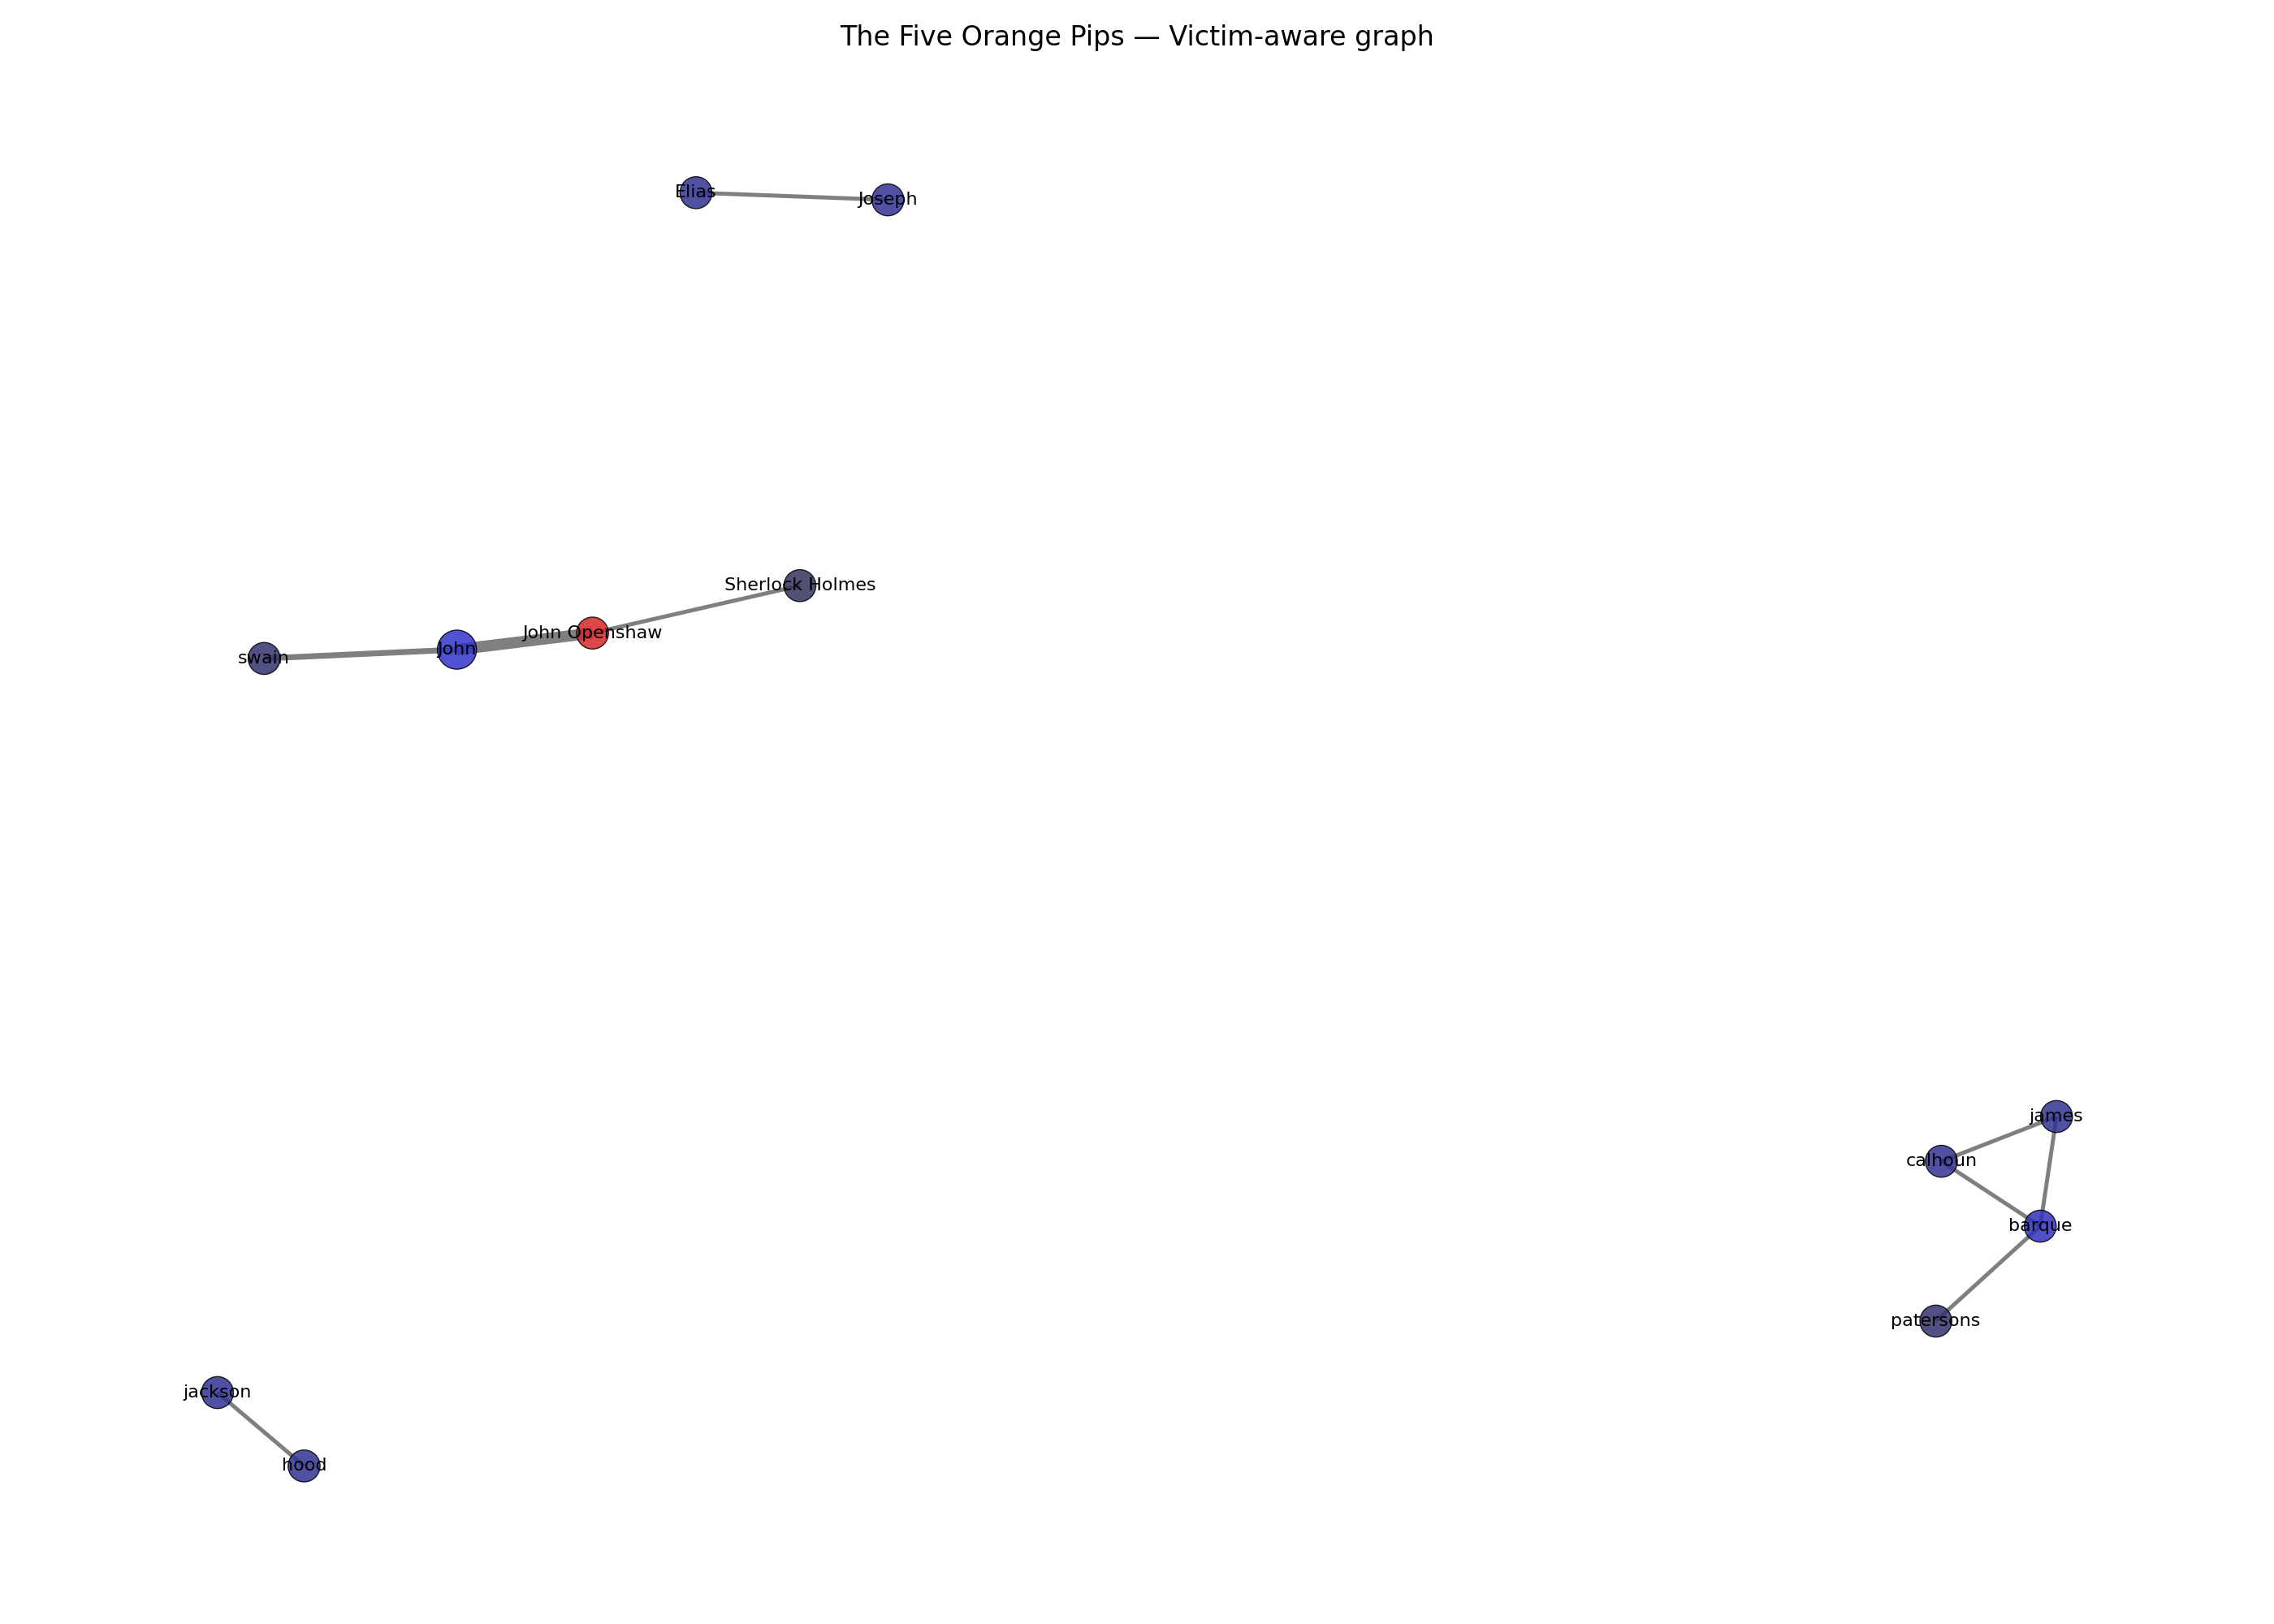 The Five Orange Pips — Victim-aware graph
Elias
Joseph
Sherlock Holmes
John Openshaw
John
swain
james
calhoun
barque
patersons
jackson
hood